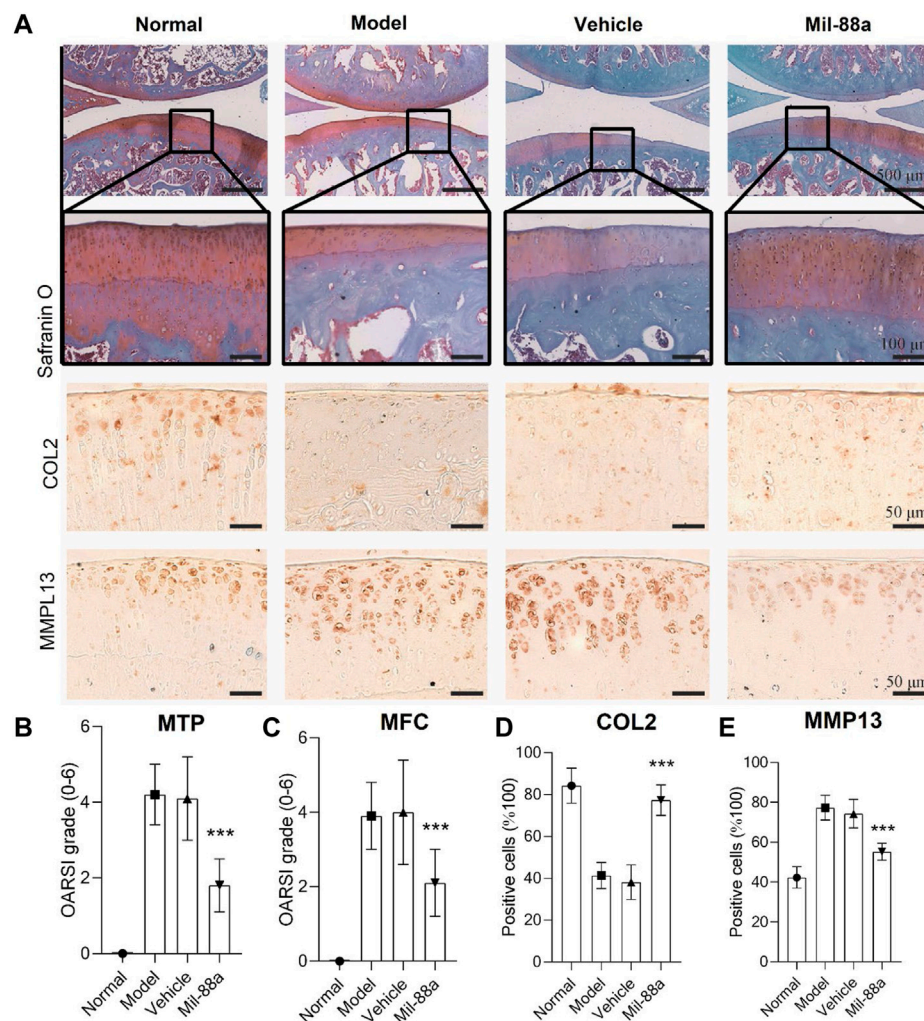 A
Normal
Model
Vehicle
Mil-88a
500 μm
Safranin O
100 μm
COL2
50 μm
MMPL13
50 μm
B
MTP
OARSI grade (0-6)
6
4
2
0
***
Normal
Model
Vehicle
Mil-88a
C
MFC
OARSI grade (0-6)
6
4
2
0
***
Normal
Model
Vehicle
Mil-88a
D
COL2
Positive cells (%100)
100
80
60
40
20
0
***
Normal
Model
Vehicle
Mil-88a
E
MMP13
Positive cells (%100)
100
80
60
40
20
0
***
Normal
Model
Vehicle
Mil-88a